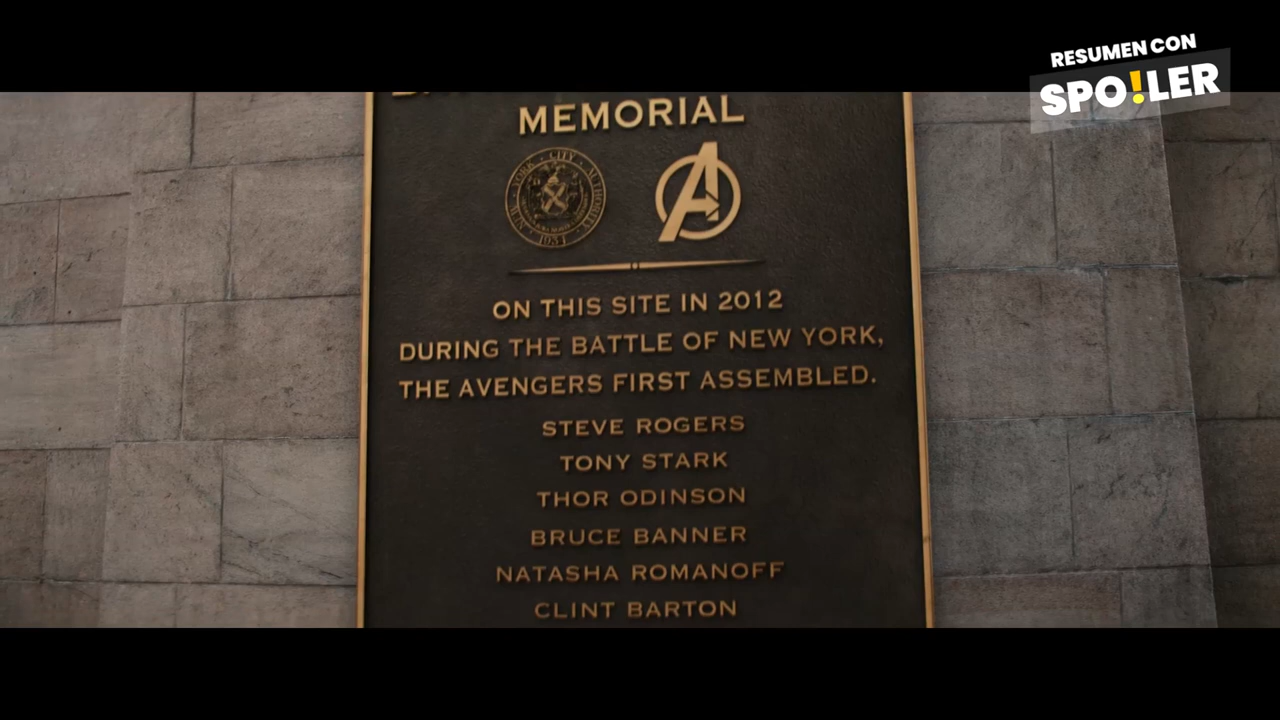 RESUMEN CON
SPO!LER
MEMORIAL
ON THIS SITE IN 2012
DURING THE BATTLE OF NEW YORK,
THE AVENGERS FIRST ASSEMBLED.
STEVE ROGERS
TONY STARK
THOR ODINSON
BRUCE BANNER
NATASHA ROMANOFF
CLINT BARTON